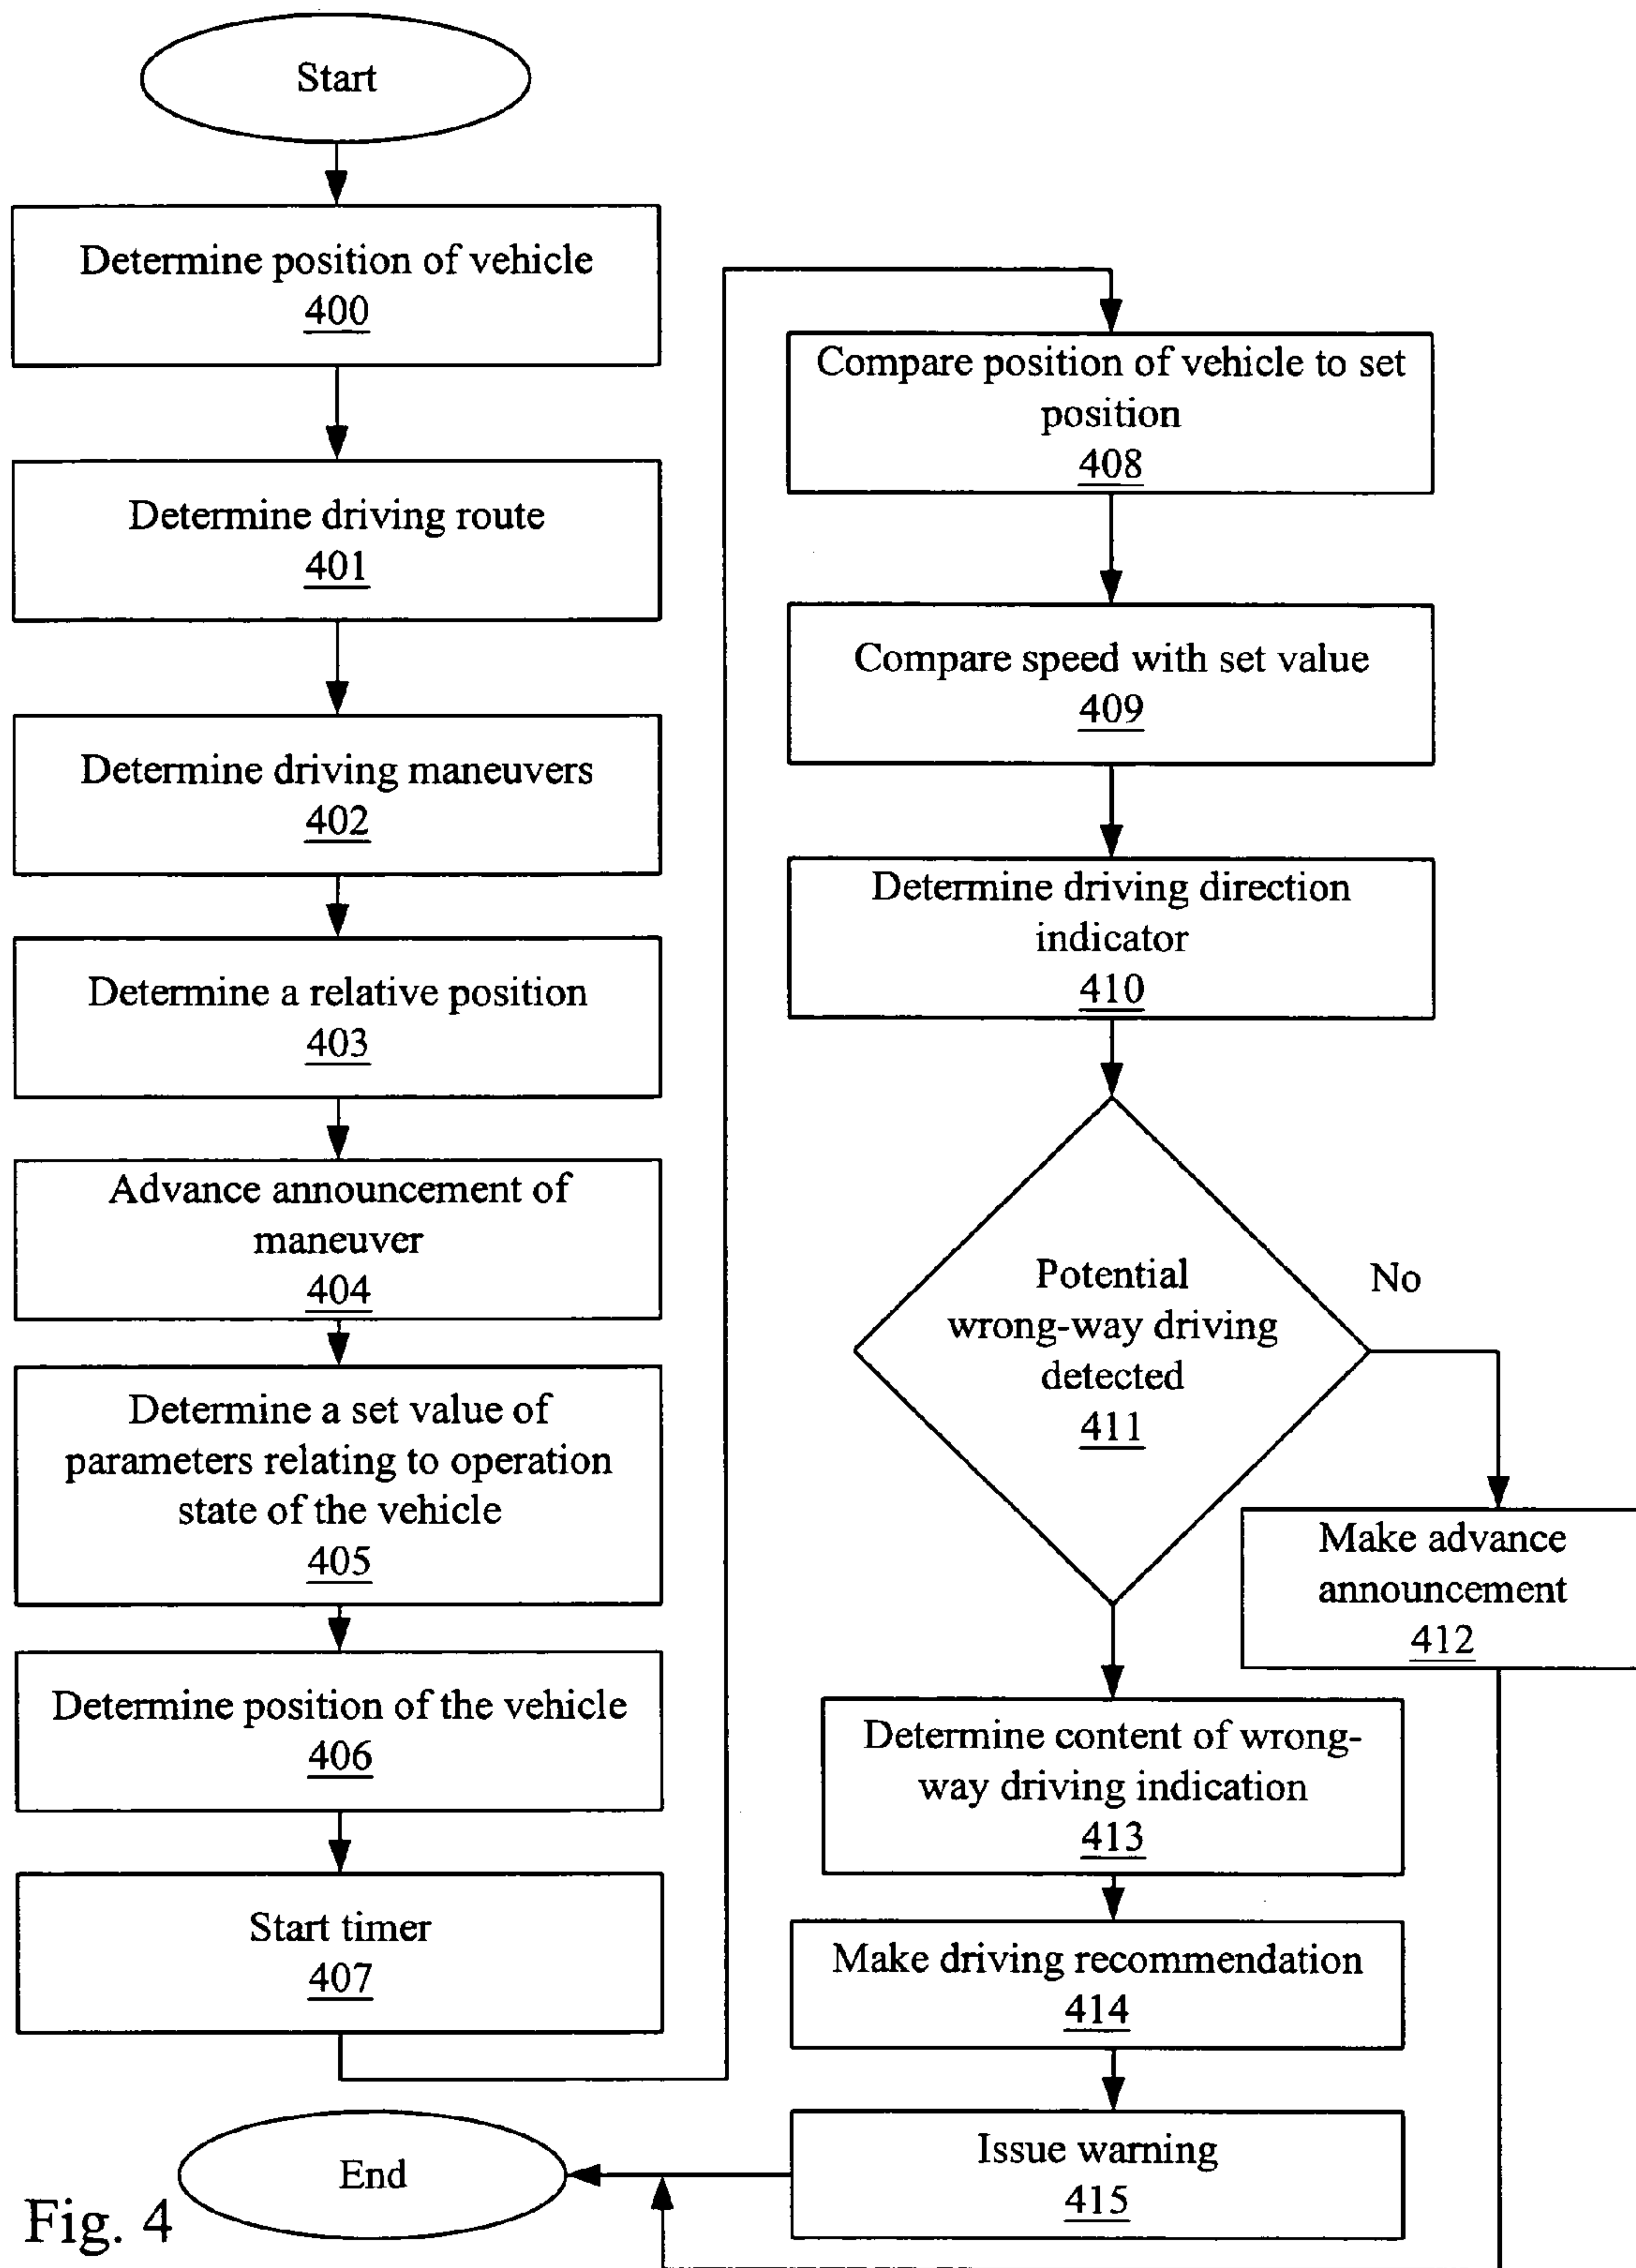 Start
Determine position of vehicle
400
Determine driving route
401
Determine driving maneuvers
402
Determine a relative position
403
Advance announcement of
maneuver
404
Determine a set value of
parameters relating to operation
state of the vehicle
405
Determine position of the vehicle
406
Start timer
407
Compare position of vehicle to set
position
408
Compare speed with set value
409
Determine driving direction
indicator
410
Potential
wrong-way driving
detected
411
No
Make advance
announcement
412
Determine content of wrong-
way driving indication
413
Make driving recommendation
414
Issue warning
415
End
Fig. 4